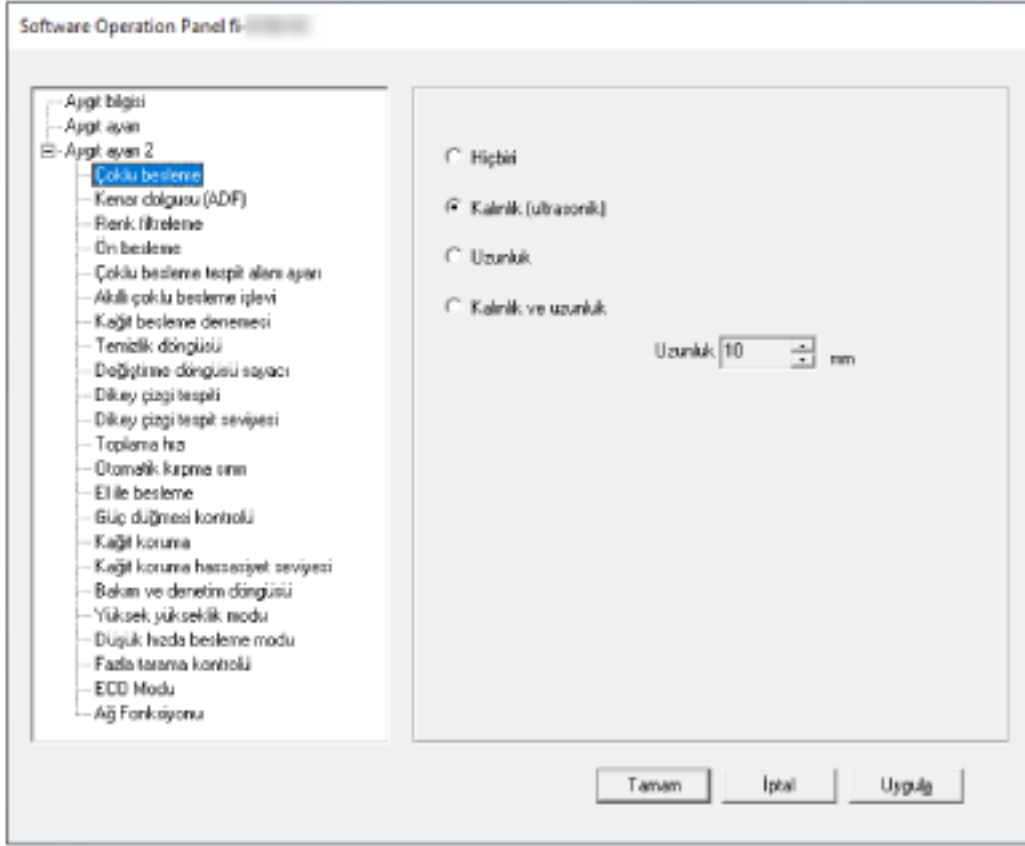 Software Operation Panel fi-
Aygıt bilgisi
Aygıt ayarı
Aygıt ayarı 2
Çoklu besleme
Kenar dolgusu (ADF)
Renk filtreleme
Ön besleme
Çoklu besleme tespit alanı ayarı
Akıllı çoklu besleme işlevi
Kağıt besleme denemesi
Temizlik döngüsü
Değiştirme döngüsü sayacı
Dikey çizgi tespiti
Dikey çizgi tespit seviyesi
Toplama hızı
Otomatik kırpma sınırı
El ile besleme
Güç düğmesi kontrolü
Kağıt koruma
Kağıt koruma hassasiyet seviyesi
Bakım ve denetim döngüsü
Yüksek yükseklik modu
Düşük hızda besleme modu
Fazla tarama kontrolü
ECO Modu
Ağ Fonksiyonu
Hiçbiri
Kalınlık (ultrasonik)
Uzunluk
Kalınlık ve uzunluk
Uzunluk 10 mm
Tamam İptal Uygula